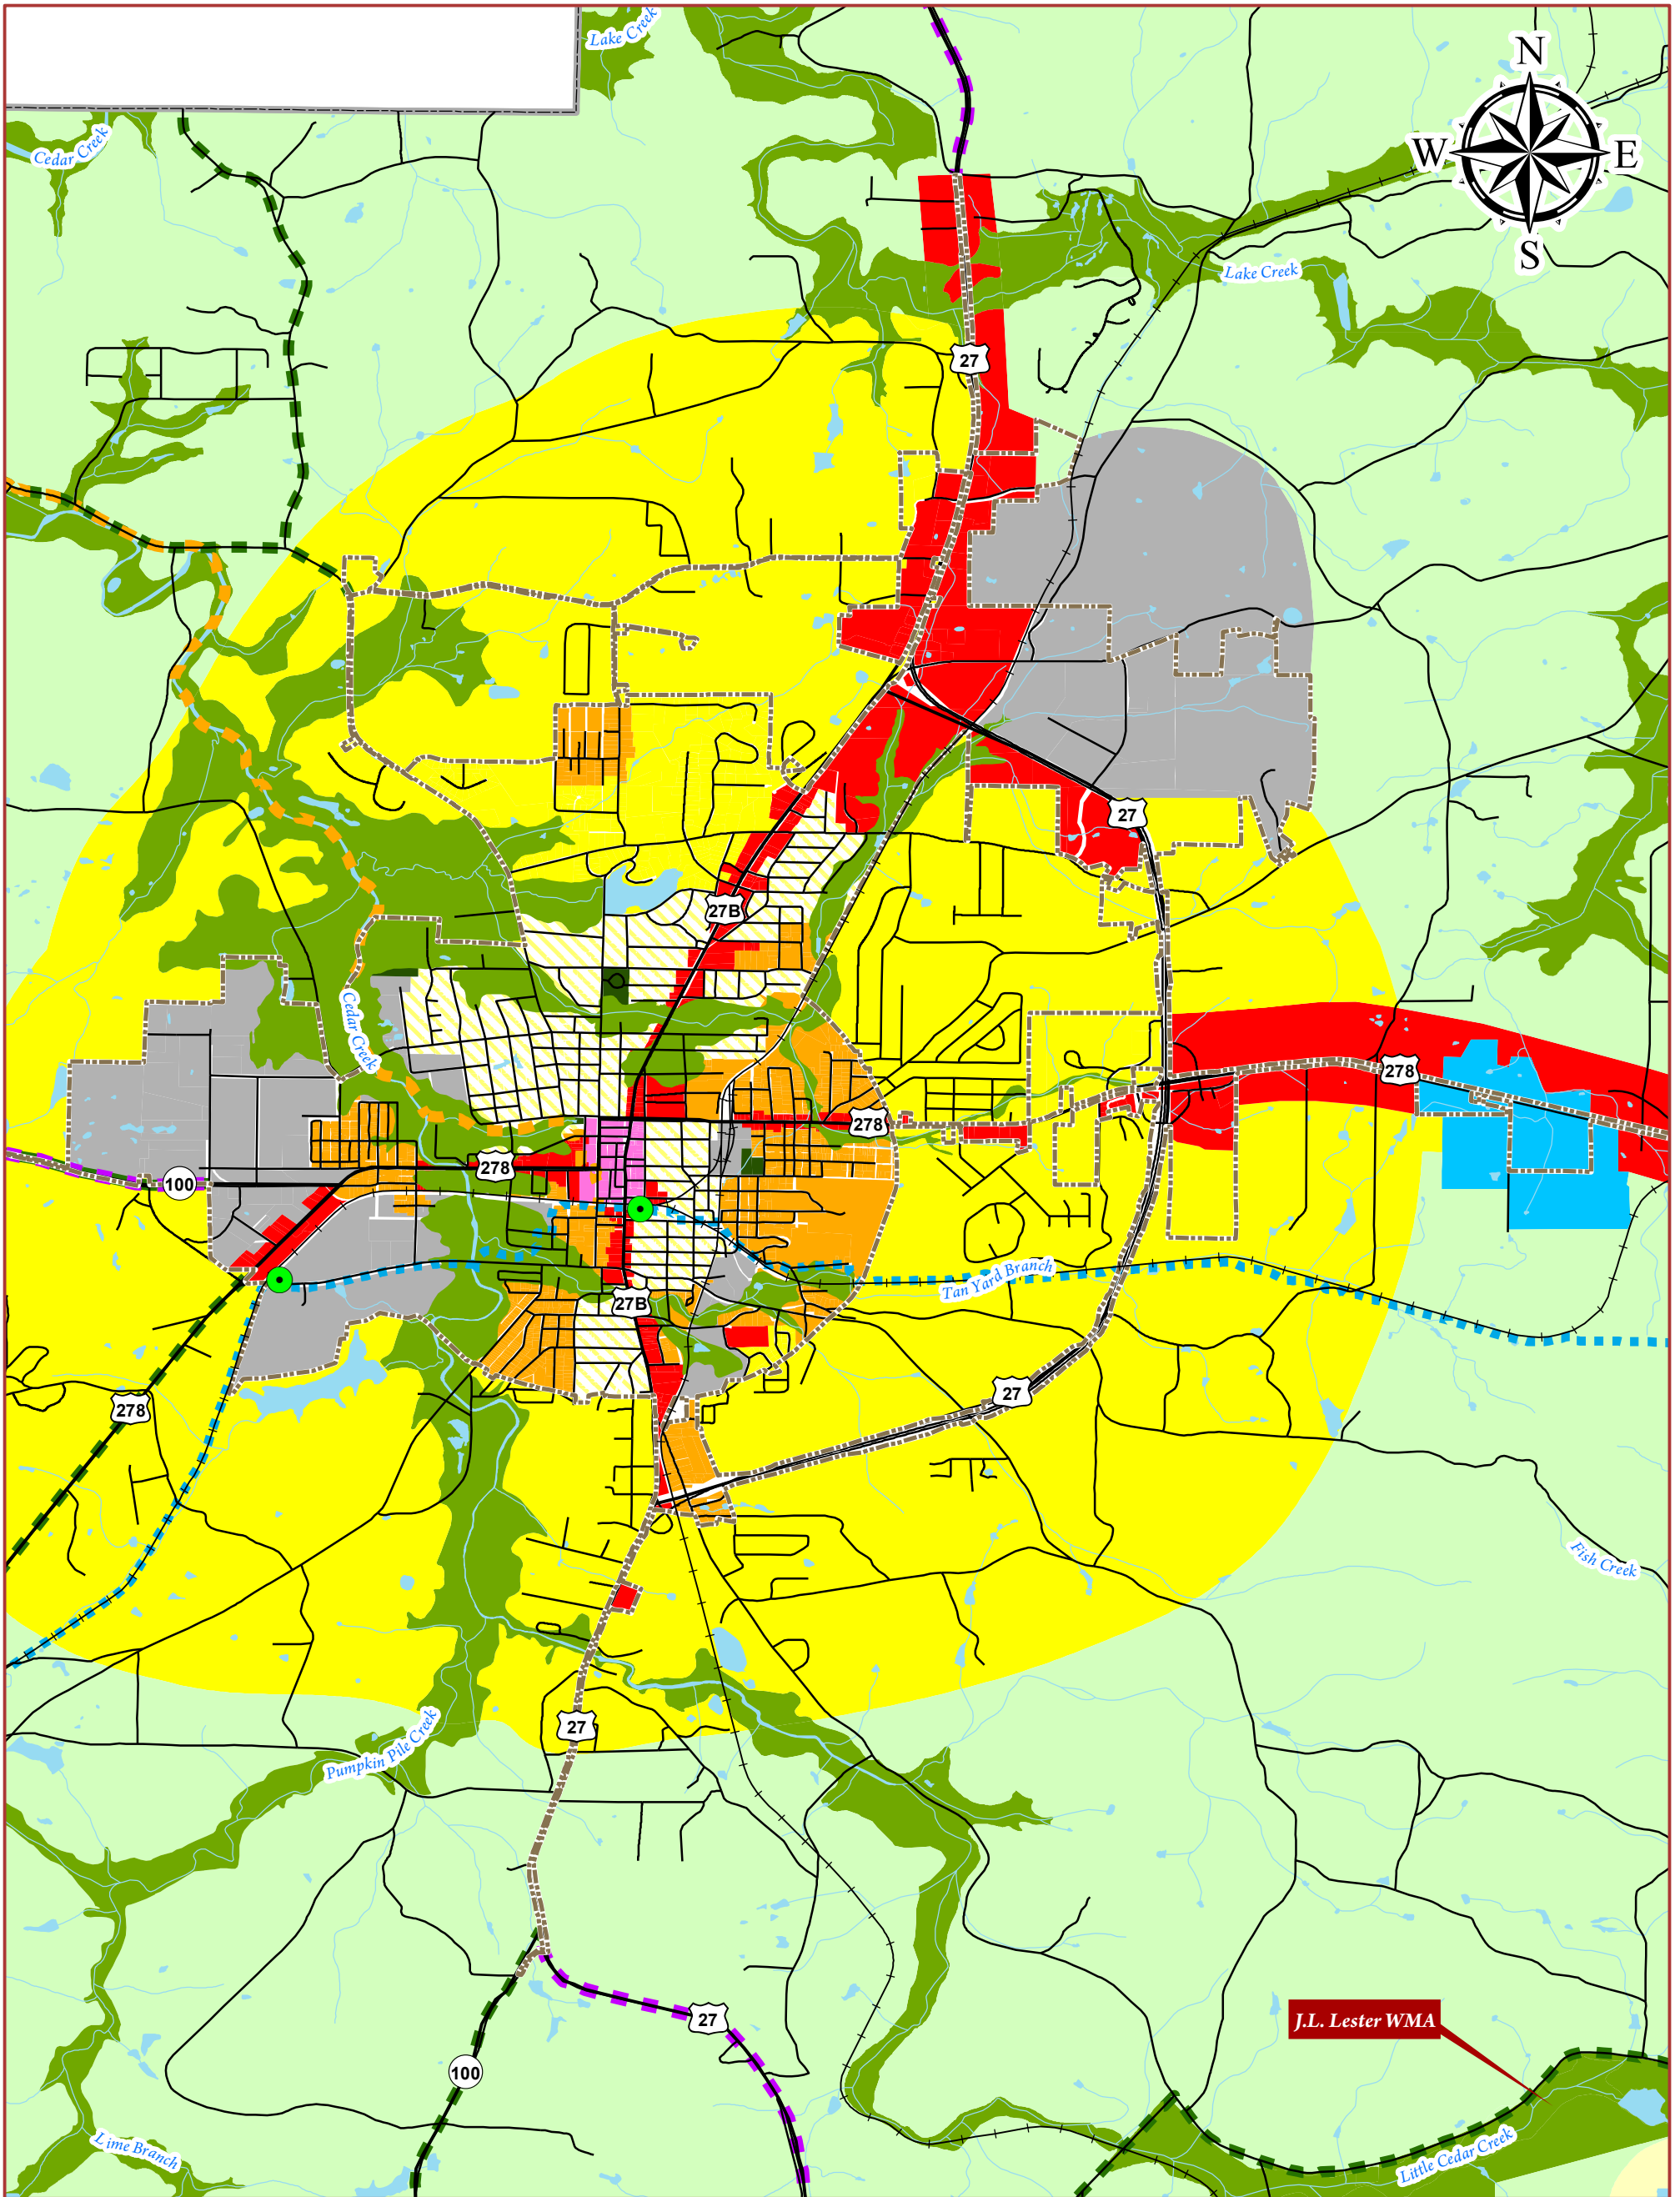 Lake Creek
N
W
E
S
Cedar Creek
Lake Creek
27
27
27B
Cedar Creek
278
278
278
100
Tan Yard Branch
27B
27
278
Fish Creek
27
Pumpkin Pile Creek
27
J.L. Lester WMA
100
Lime Branch
Little Cedar Creek